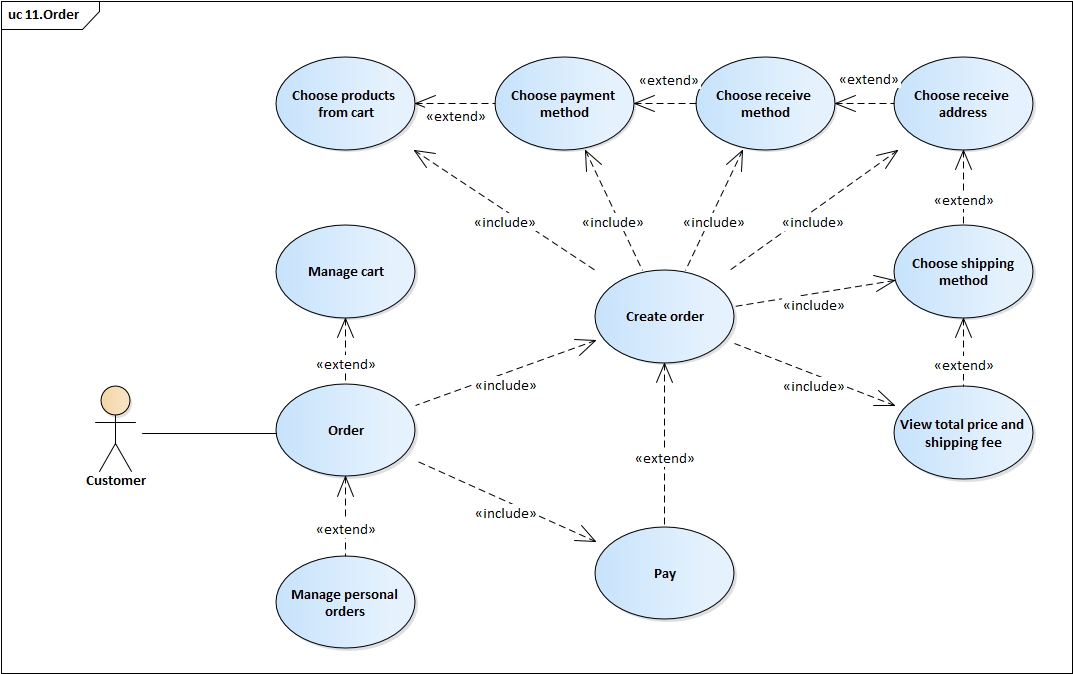 uc 11.Order
Choose products
from cart
«extend»
Choose payment
method
«extend»
Choose receive
method
«extend»
Choose receive
address
«include»
«include»
«include»
«include»
«extend»
Manage cart
Choose shipping
method
«include»
Create order
«extend»
«include»
«include»
«extend»
Customer
Order
View total price and
shipping fee
«extend»
«include»
«extend»
Manage personal
orders
Pay